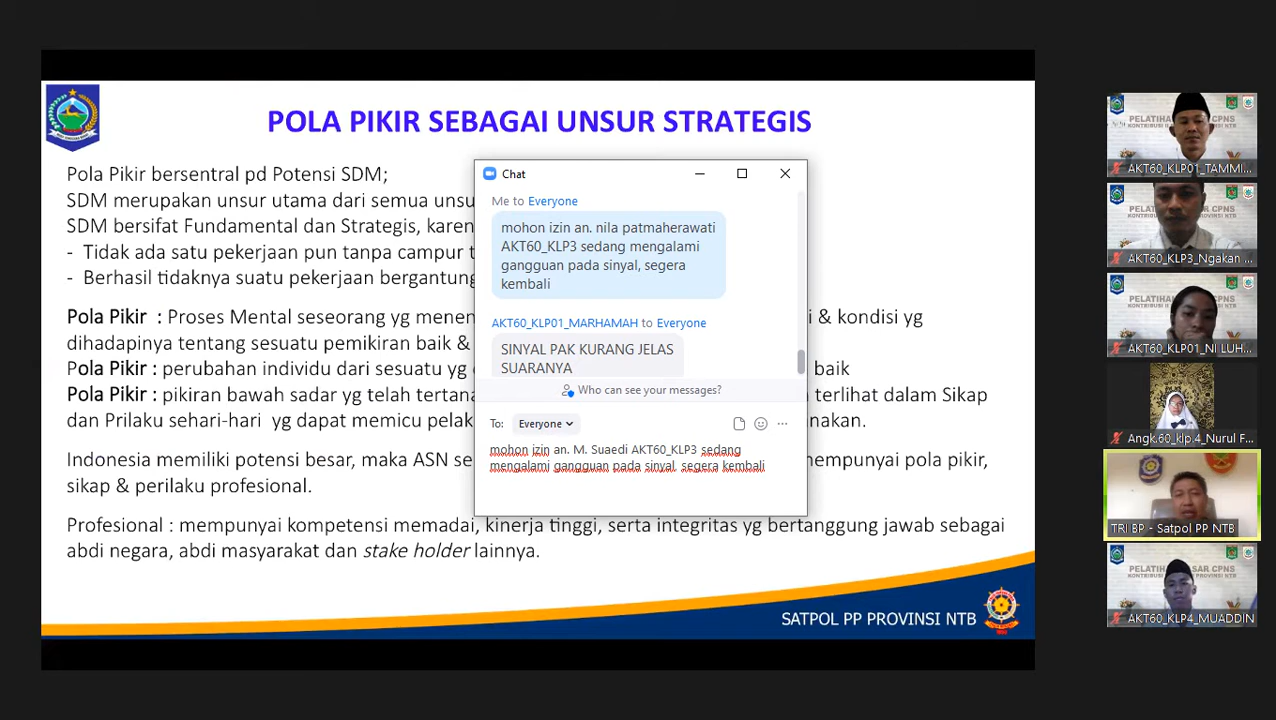 POLA PIKIR SEBAGAI UNSUR STRATEGIS
Pola Pikir bersentral pd Potensi SDM;
SDM merupakan unsur utama dari semua unsu
SDM bersifat Fundamental dan Strategis, karen
- Tidak ada satu pekerjaan pun tanpa campur t
- Berhasil tidaknya suatu pekerjaan bergantung
Pola Pikir : Proses Mental seseorang yg mener
i & kondisi yg
dihadapinya tentang sesuatu pemikiran baik &
Pola Pikir : perubahan individu dari sesuatu yg
baik
Pola Pikir : pikiran bawah sadar yg telah tertana
terlihat dalam Sikap
dan Prilaku sehari-hari yg dapat memicu pelak
anakan.
Indonesia memiliki potensi besar, maka ASN se
mempunyai pola pikir,
sikap & perilaku profesional.
Profesional : mempunyai kompetensi memadai, kinerja tinggi, serta integritas yg bertanggung jawab sebagai
abdi negara, abdi masyarakat dan stake holder lainnya.
SATPOL PP PROVINSI NTB
Chat
Me to Everyone
mohon izin an. nila patmaherawati
AKT60_KLP3 sedang mengalami
gangguan pada sinyal, segera
kembali
AKT60_KLP01_MARHAMAH to Everyone
SINYAL PAK KURANG JELAS
SUARANYA
Who can see your messages?
To: Everyone
mohon izin an. M. Suaedi AKT60_KLP3 sedang
mengalami gangguan pada sinyal, segera kembali
AKT60_KLP01_TAMMI...
AKT60_KLP3_Ngakan ...
AKT60_KLP01_NI LUH...
Angk.60_klp.4_Nurul F...
TRI BP - Satpol PP NTB
AKT60_KLP4_MUADDIN